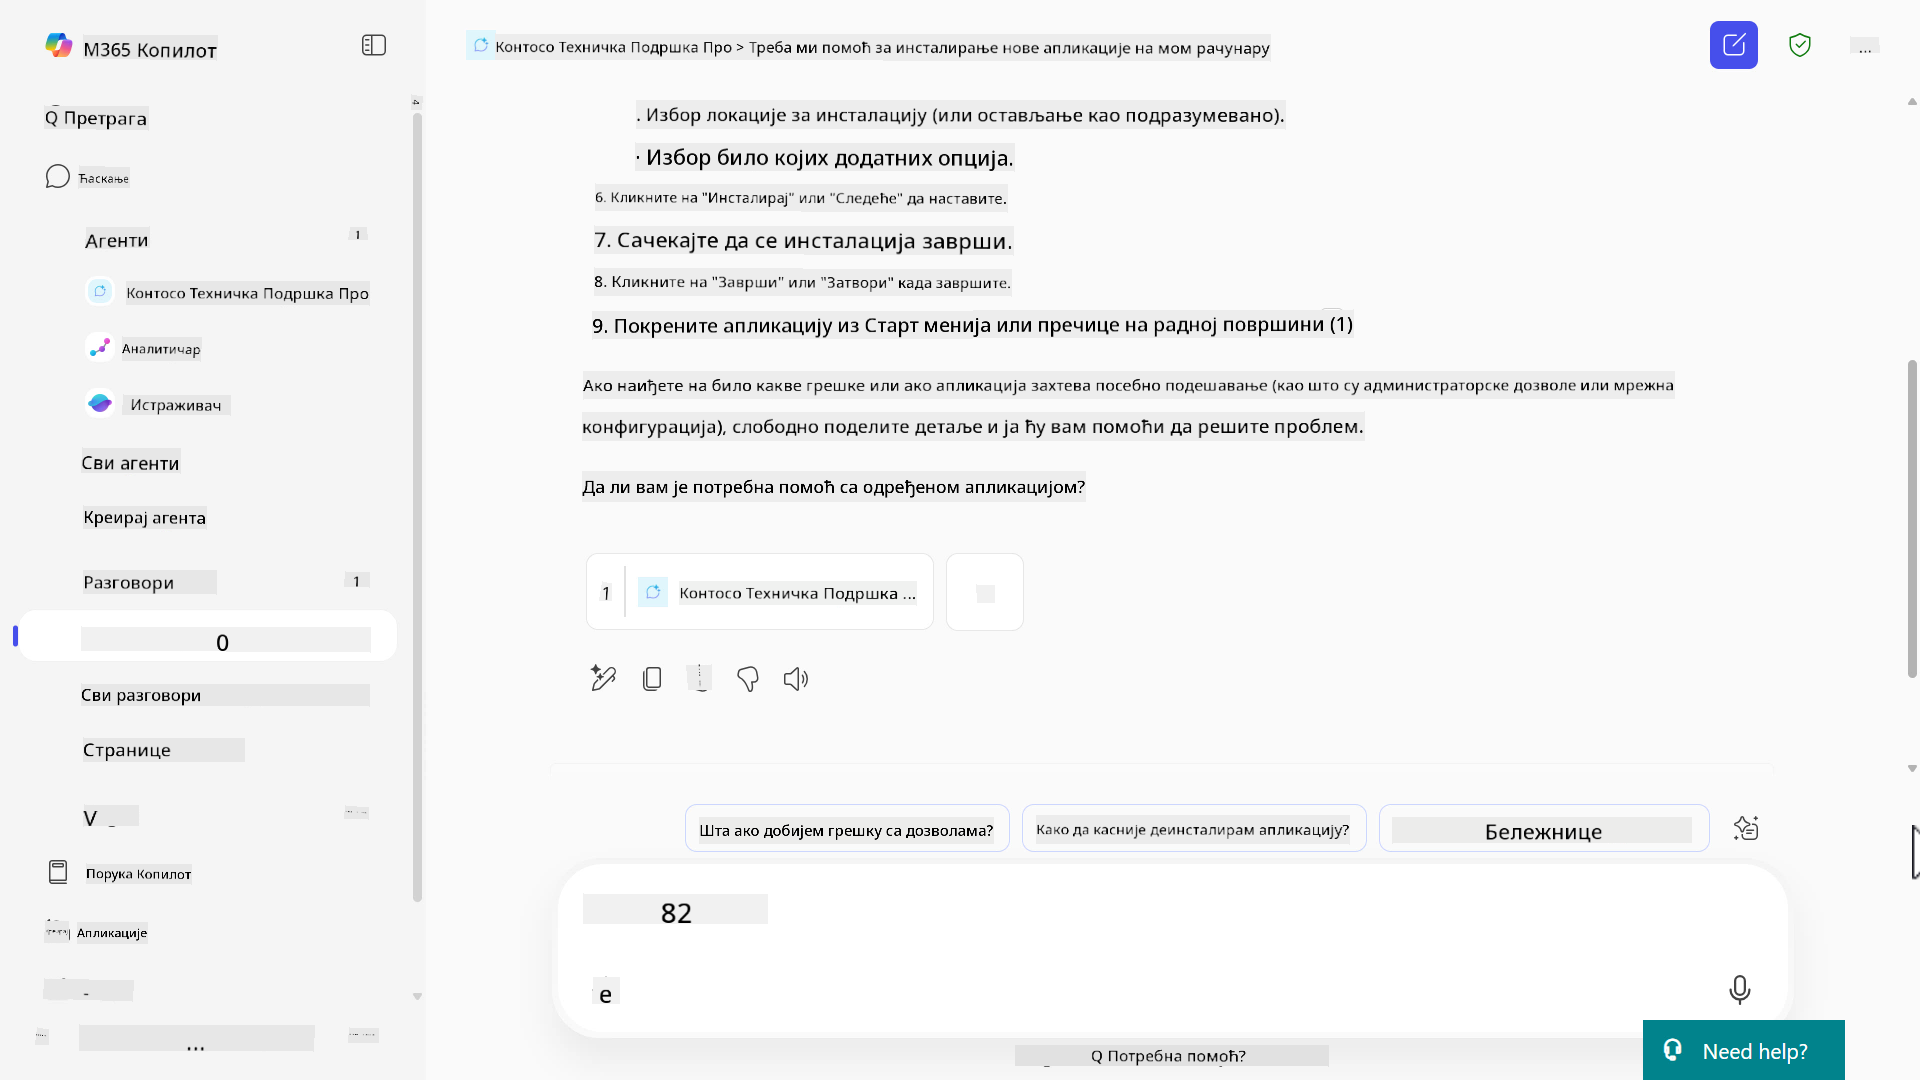 М365 Копилот
Q Претрага
Ћаскање
Агенти 1
Контосо Техничка Подршка Про
Аналитичар
Истраживач
Сви агенти
Креирај агента
Разговори 1
0
Сви разговори
Странице
V
Порука Копилот
Апликације
-
...
Контосо Техничка Подршка Про > Треба ми помоћ за инсталирање нове апликације на мом рачунару
...
. Избор локације за инсталацију (или остављање као подразумевано).
· Избор било којих додатних опција.
6. Кликните на "Инсталирај" или "Следеће" да наставите.
7. Сачекајте да се инсталација заврши.
8. Кликните на "Заврши" или "Затвори" када завршите.
9. Покрените апликацију из Старт менија или пречице на радној површини (1)
Ако наиђете на било какве грешке или ако апликација захтева посебно подешавање (као што су администраторске дозволе или мрежна
конфигурација), слободно поделите детаље и ја ћу вам помоћи да решите проблем.
Да ли вам је потребна помоћ са одређеном апликацијом?
1 Контосо Техничка Подршка ...
Шта ако добијем грешку са дозволама?
Како да касније деинсталирам апликацију?
Бележнице
82
е
Q Потребна помоћ?
Need help?